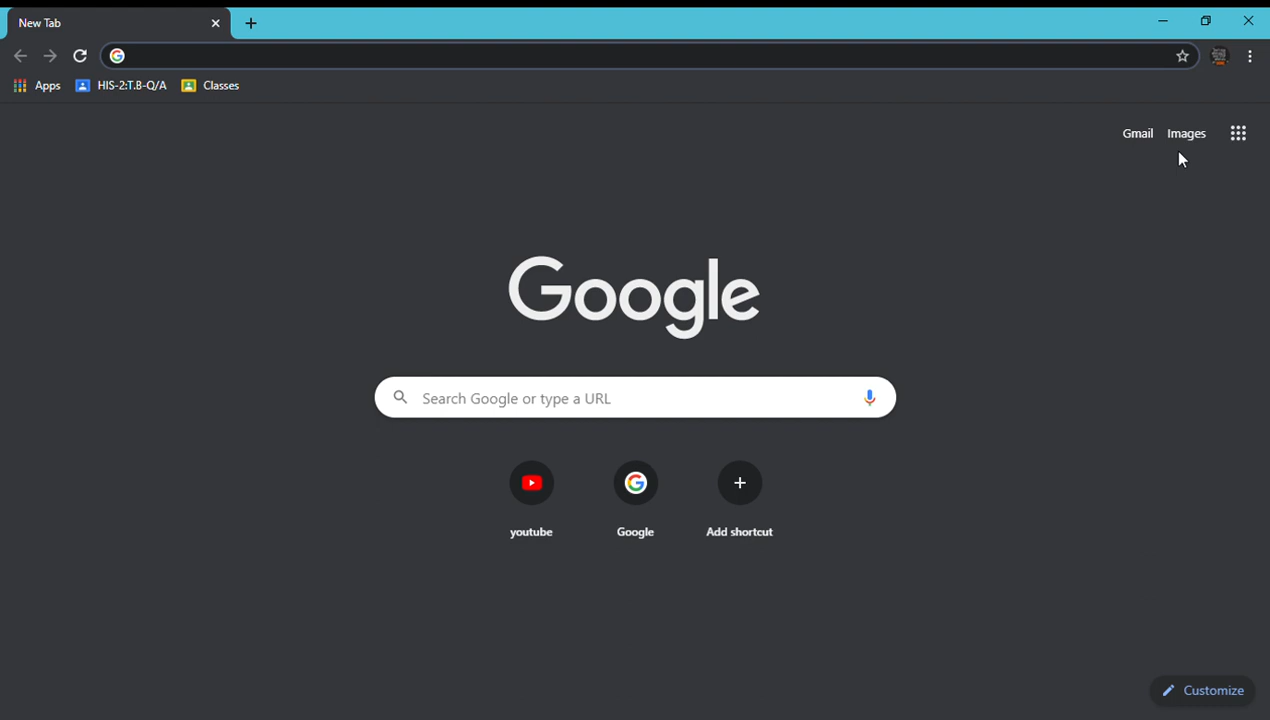 New Tab
Apps HIS-2:T.B-Q/A Classes
Gmail Images
Google
Search Google or type a URL
youtube Google Add shortcut
Customize